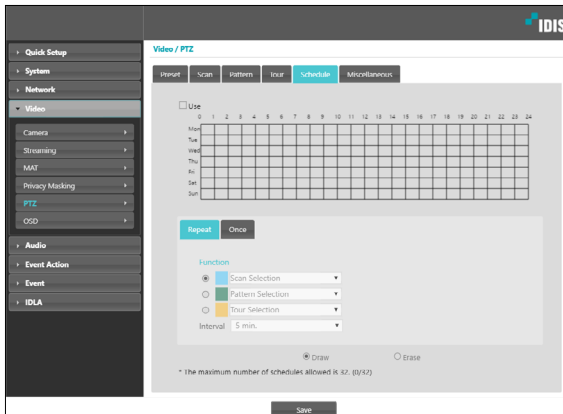 IDIS
Quick Setup
System
Network
Video
Camera
Streaming
MAT
Privacy Masking
PTZ
OSD
Audio
Event Action
Event
IDLA
Video / PTZ
Preset Scan Pattern Tour Schedule Miscellaneous
Use
0 1 2 3 4 5 6 7 8 9 10 11 12 13 14 15 16 17 18 19 20 21 22 23 24
Mon
Tue
Wed
Thu
Fri
Sat
Sun
Repeat Once
Function
Scan Selection
Pattern Selection
Tour Selection
Interval 5 min.
Draw Erase
* The maximum number of schedules allowed is 32. (0/32)
Save